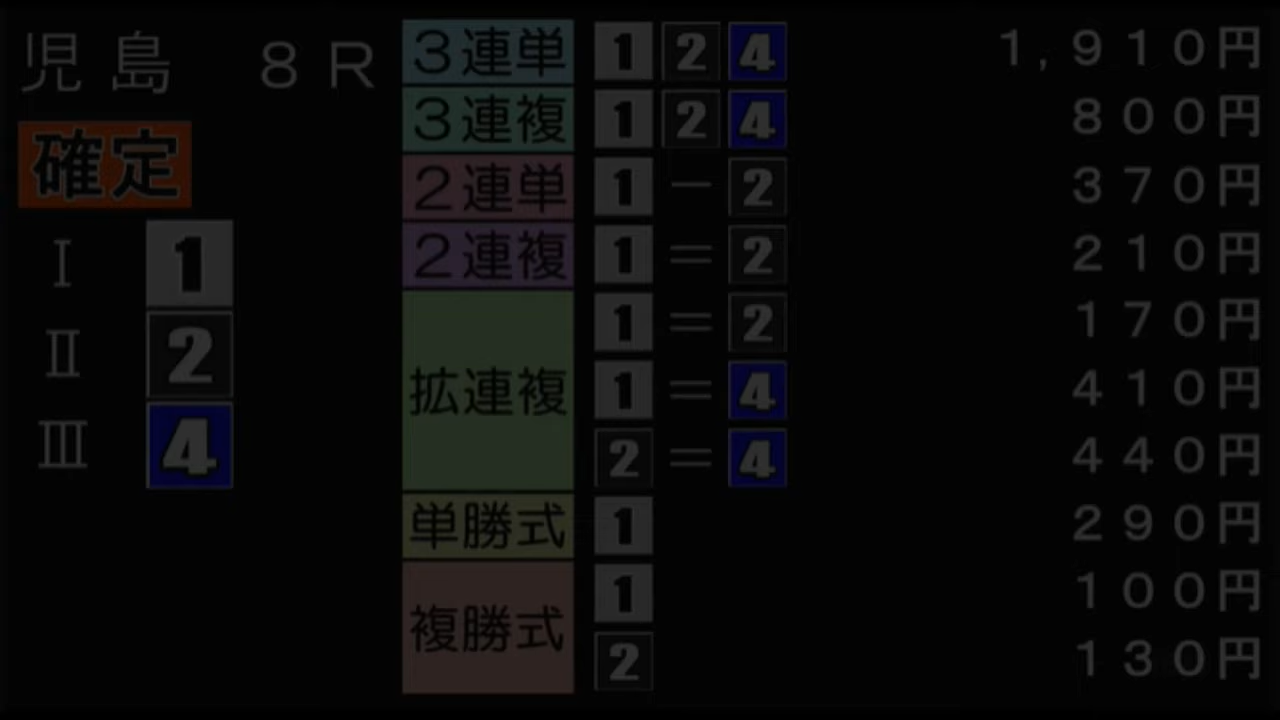 児島 8R
確定
Ⅰ 1
Ⅱ 2
Ⅲ 4
3連単 1 2 4 1,910円
3連複 1 2 4 800円
2連単 1 − 2 370円
2連複 1 = 2 210円
拡連複 1 = 2 170円
1 = 4 410円
2 = 4 440円
単勝式 1 290円
複勝式 1 100円
2 130円